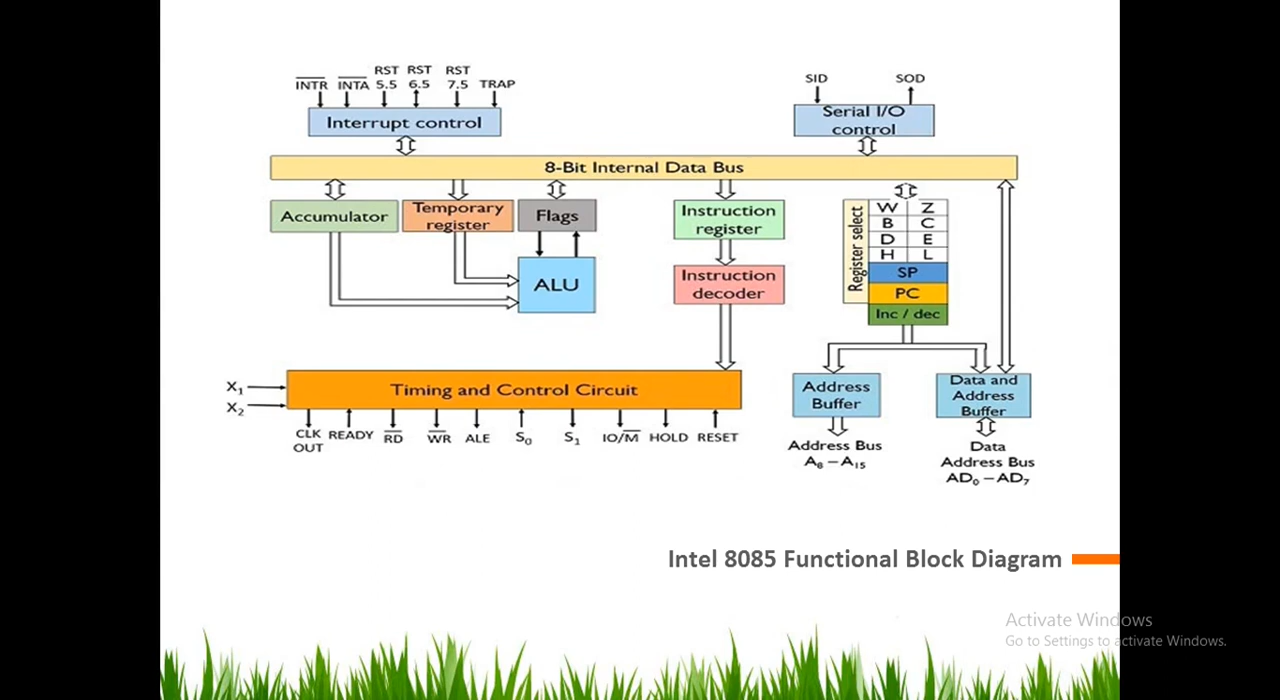 RST RST RST
INTR INTA 5.5 6.5 7.5 TRAP
SID SOD
Interrupt control
Serial I/O
control
8-Bit Internal Data Bus
Accumulator
Temporary
register
Flags
Instruction
register
Register select
W Z
B C
D E
H L
SP
PC
Inc / dec
ALU
Instruction
decoder
X₁
X₂
Timing and Control Circuit
CLK
OUT
READY
RD
WR
ALE
S₀
S₁
IO/M
HOLD
RESET
Address
Buffer
Data and
Address
Buffer
Address Bus
A₈ – A₁₅
Data
Address Bus
AD₀ – AD₇
Intel 8085 Functional Block Diagram
Activate Windows
Go to Settings to activate Windows.